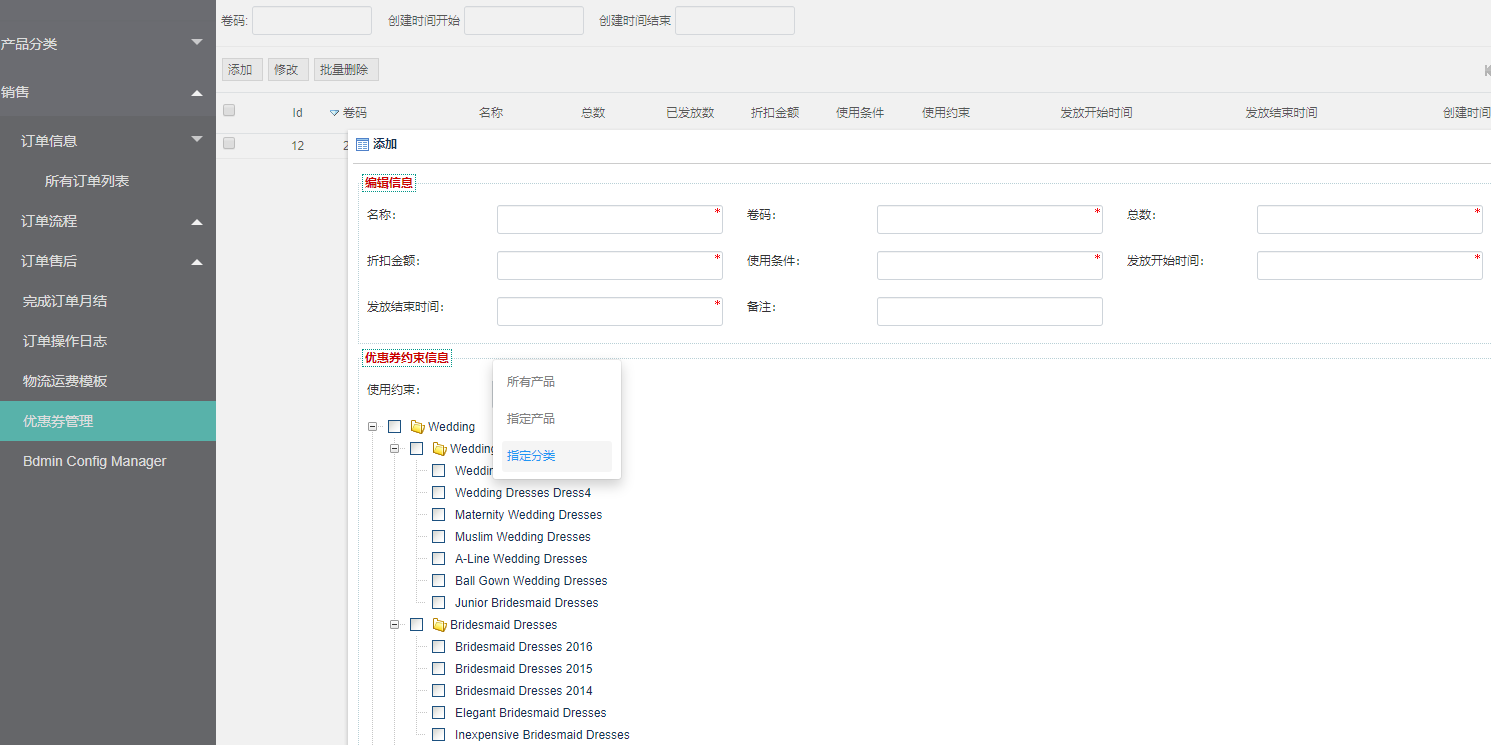 卷码: 创建时间开始 创建时间结束
产品分类
销售
订单信息
所有订单列表
订单流程
订单售后
完成订单月结
订单操作日志
物流运费模板
优惠券管理
Bdmin Config Manager
添加 修改 批量删除
Id 卷码 名称 总数 已发放数 折扣金额 使用条件 使用约束 发放开始时间 发放结束时间 创建时间
12 2
添加
编辑信息
名称: * 卷码: * 总数: *
折扣金额: * 使用条件: * 发放开始时间: *
发放结束时间: * 备注:
优惠券约束信息
使用约束:
所有产品
指定产品
指定分类
Wedding
Wedding
Wedding Dresses Dress4
Maternity Wedding Dresses
Muslim Wedding Dresses
A-Line Wedding Dresses
Ball Gown Wedding Dresses
Junior Bridesmaid Dresses
Bridesmaid Dresses
Bridesmaid Dresses 2016
Bridesmaid Dresses 2015
Bridesmaid Dresses 2014
Elegant Bridesmaid Dresses
Inexpensive Bridesmaid Dresses